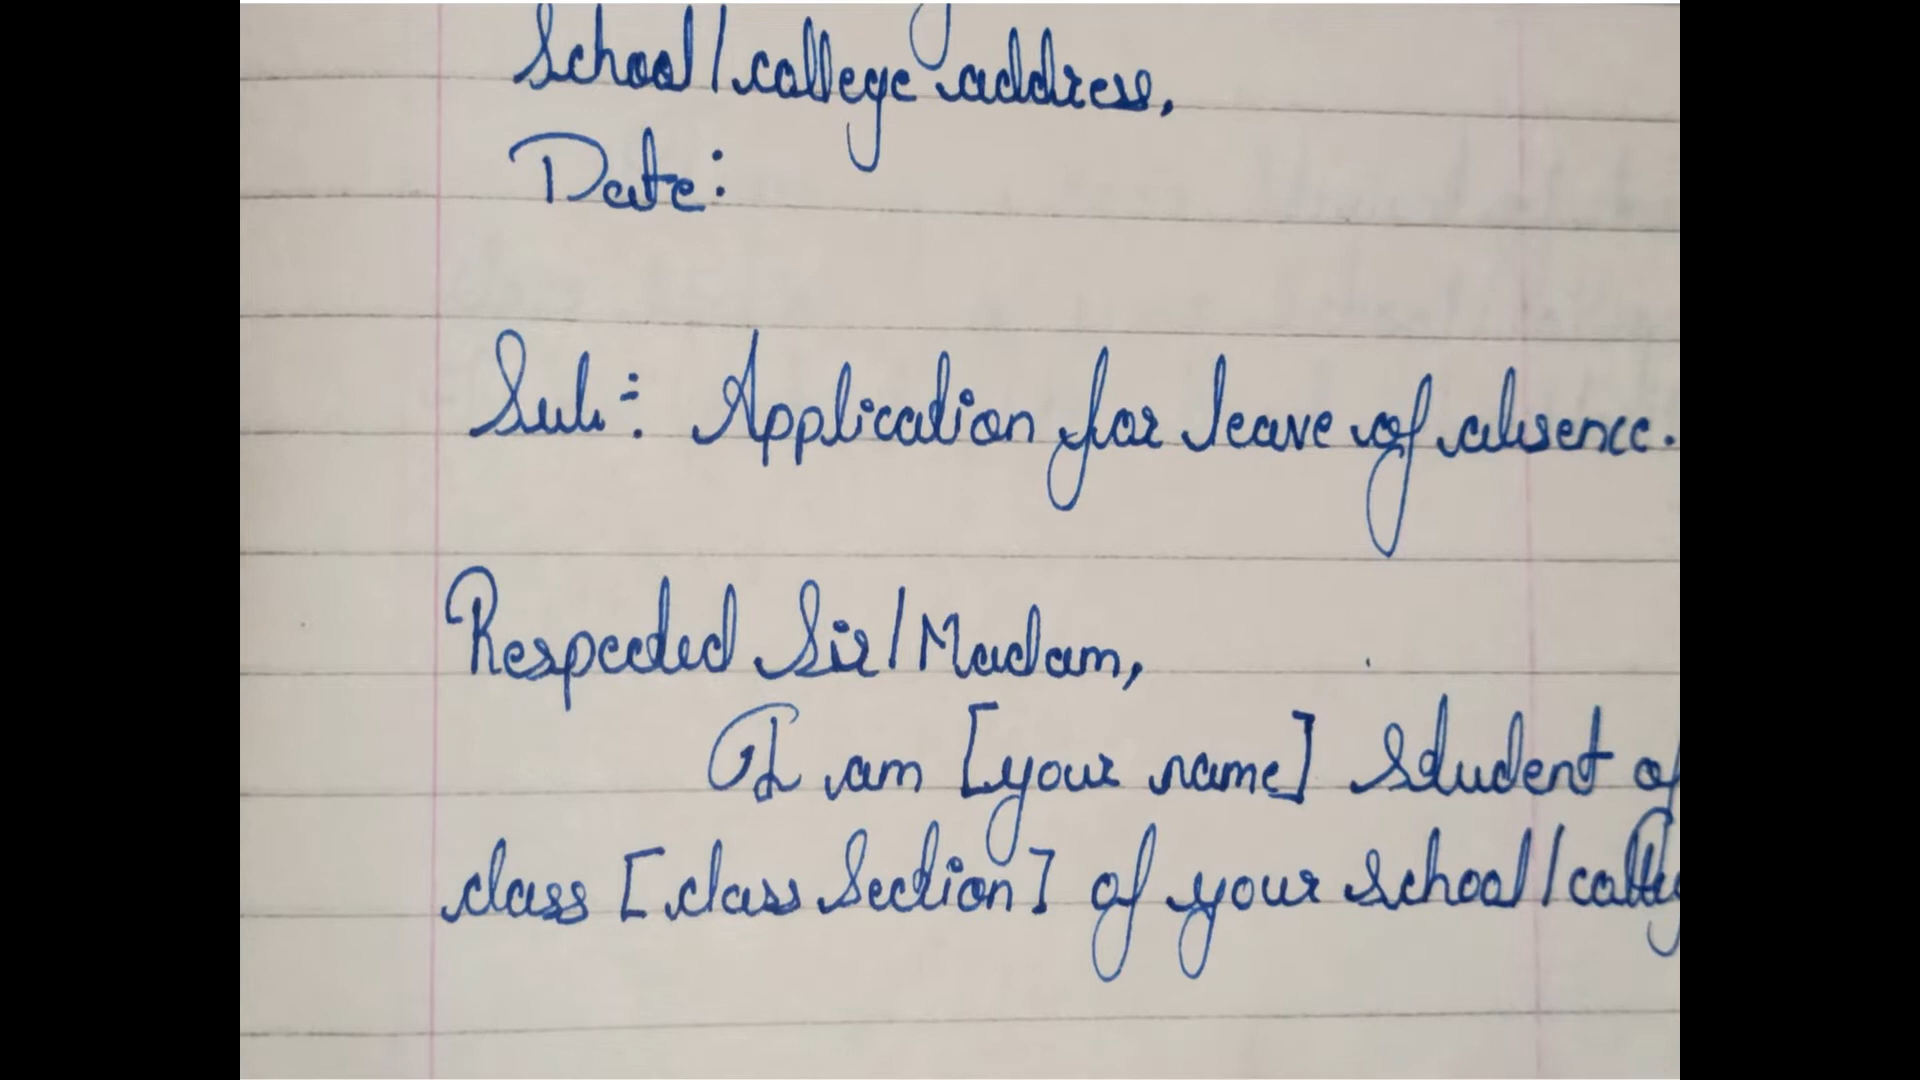 School/college address,
Date:
Sub:- Application for leave of absence.
Respected Sir/Madam,
I am [your name] student of
class [class section] of your school/colleg